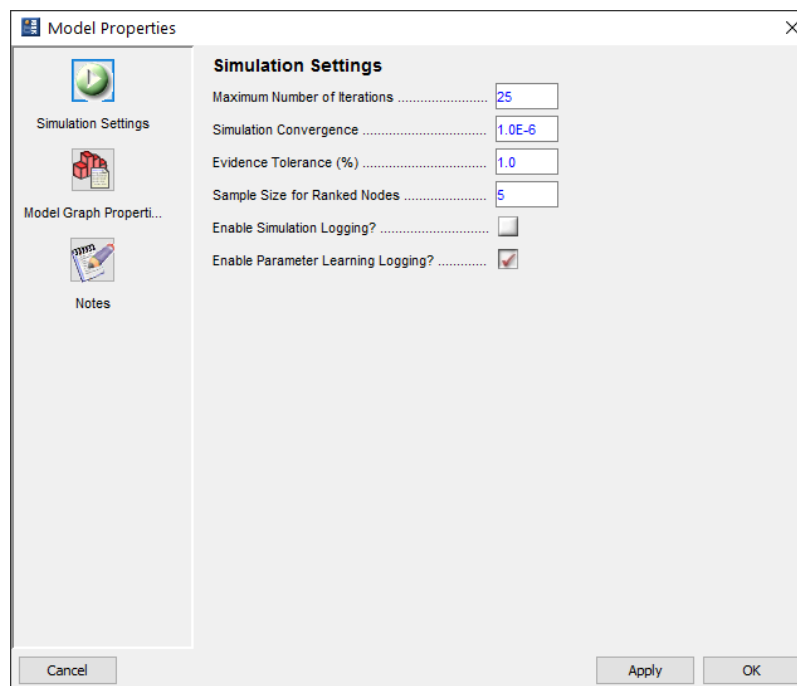 Model Properties
Simulation Settings
Model Graph Properti...
Notes
Simulation Settings
Maximum Number of Iterations ........................ 25
Simulation Convergence ................................. 1.0E-6
Evidence Tolerance (%) ................................. 1.0
Sample Size for Ranked Nodes ...................... 5
Enable Simulation Logging? .............................
Enable Parameter Learning Logging? .............
Cancel
Apply
OK